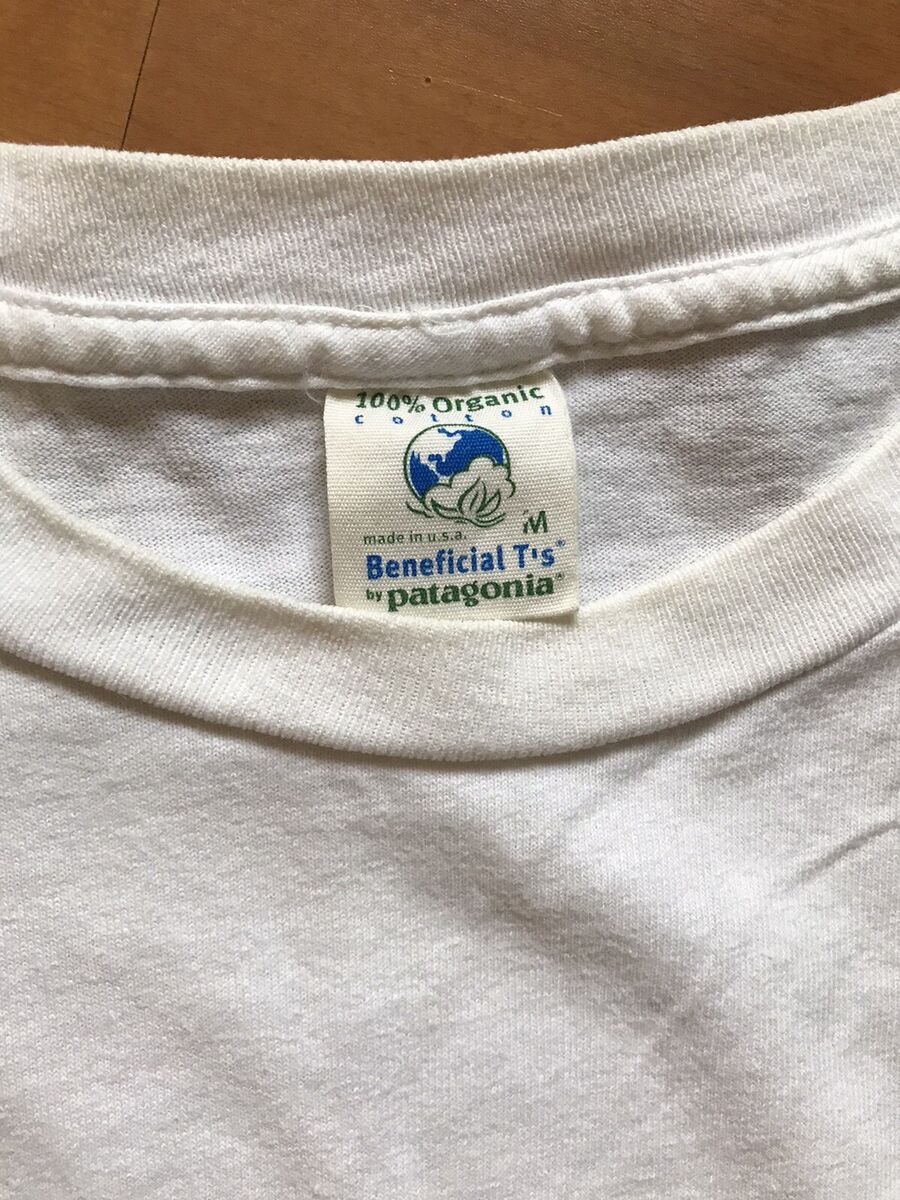 100% Organic
cotton
M
made in u.s.a.
Beneficial T's®
by patagonia®